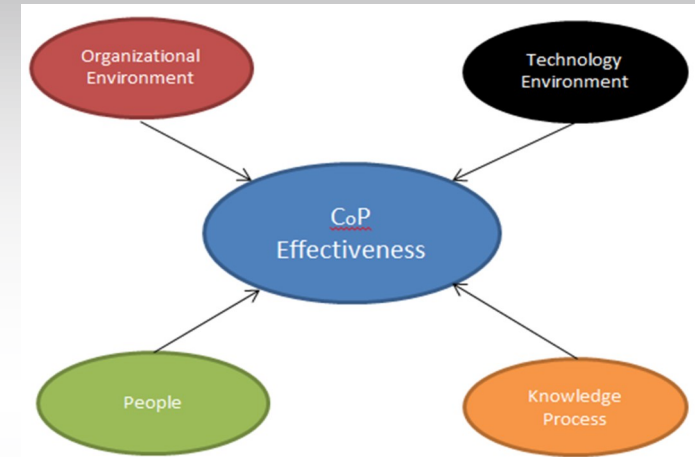 Organizational
Environment
Technology
Environment
CoP
Effectiveness
People
Knowledge
Process